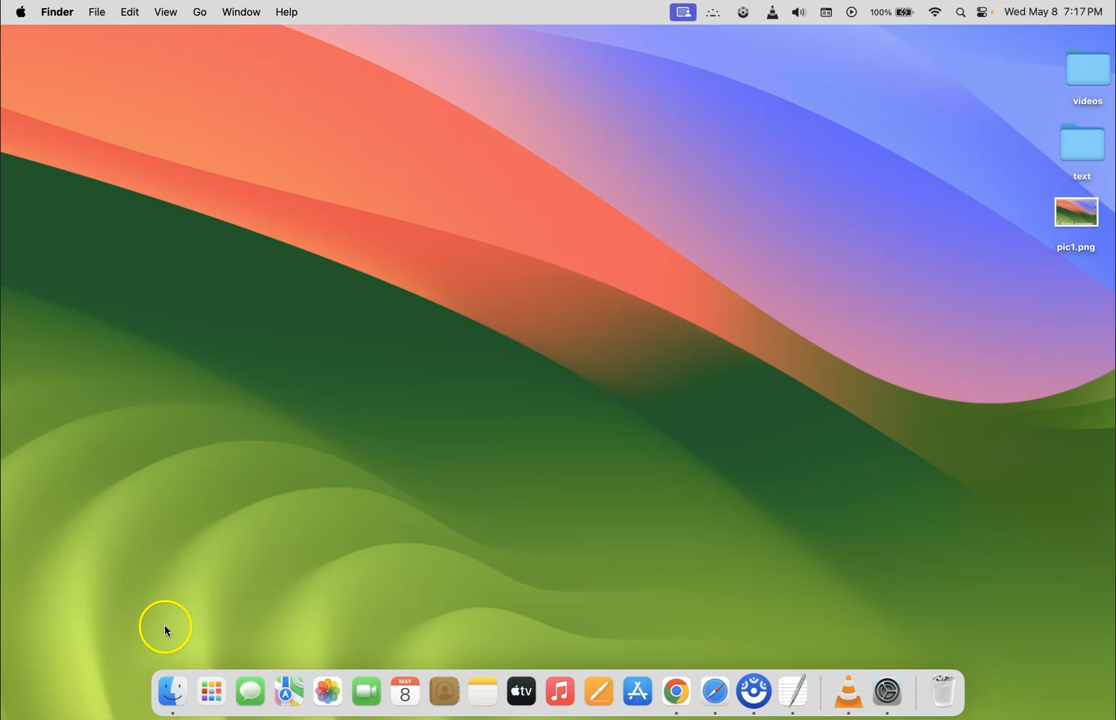 Finder File Edit View Go Window Help 100% Wed May 8 7:17 PM
videos
text
pic1.png
MAY
8
tv